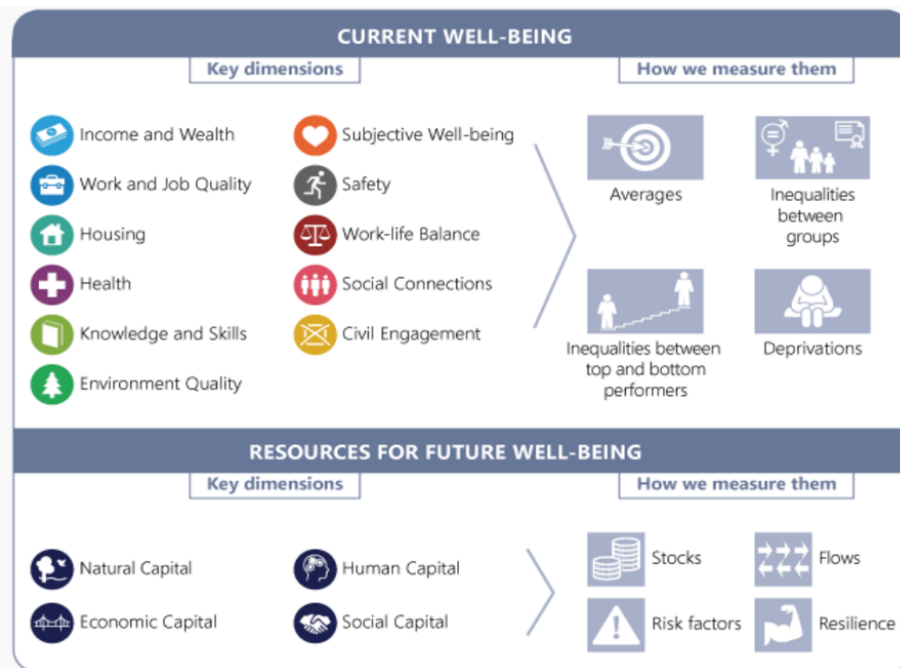 CURRENT WELL-BEING
Key dimensions
How we measure them
Income and Wealth
Work and Job Quality
Housing
Health
Knowledge and Skills
Environment Quality
Subjective Well-being
Safety
Work-life Balance
Social Connections
Civil Engagement
Averages
Inequalities
between
groups
Inequalities between
top and bottom
performers
Deprivations
RESOURCES FOR FUTURE WELL-BEING
Key dimensions
How we measure them
Natural Capital
Economic Capital
Human Capital
Social Capital
Stocks
Flows
Risk factors
Resilience